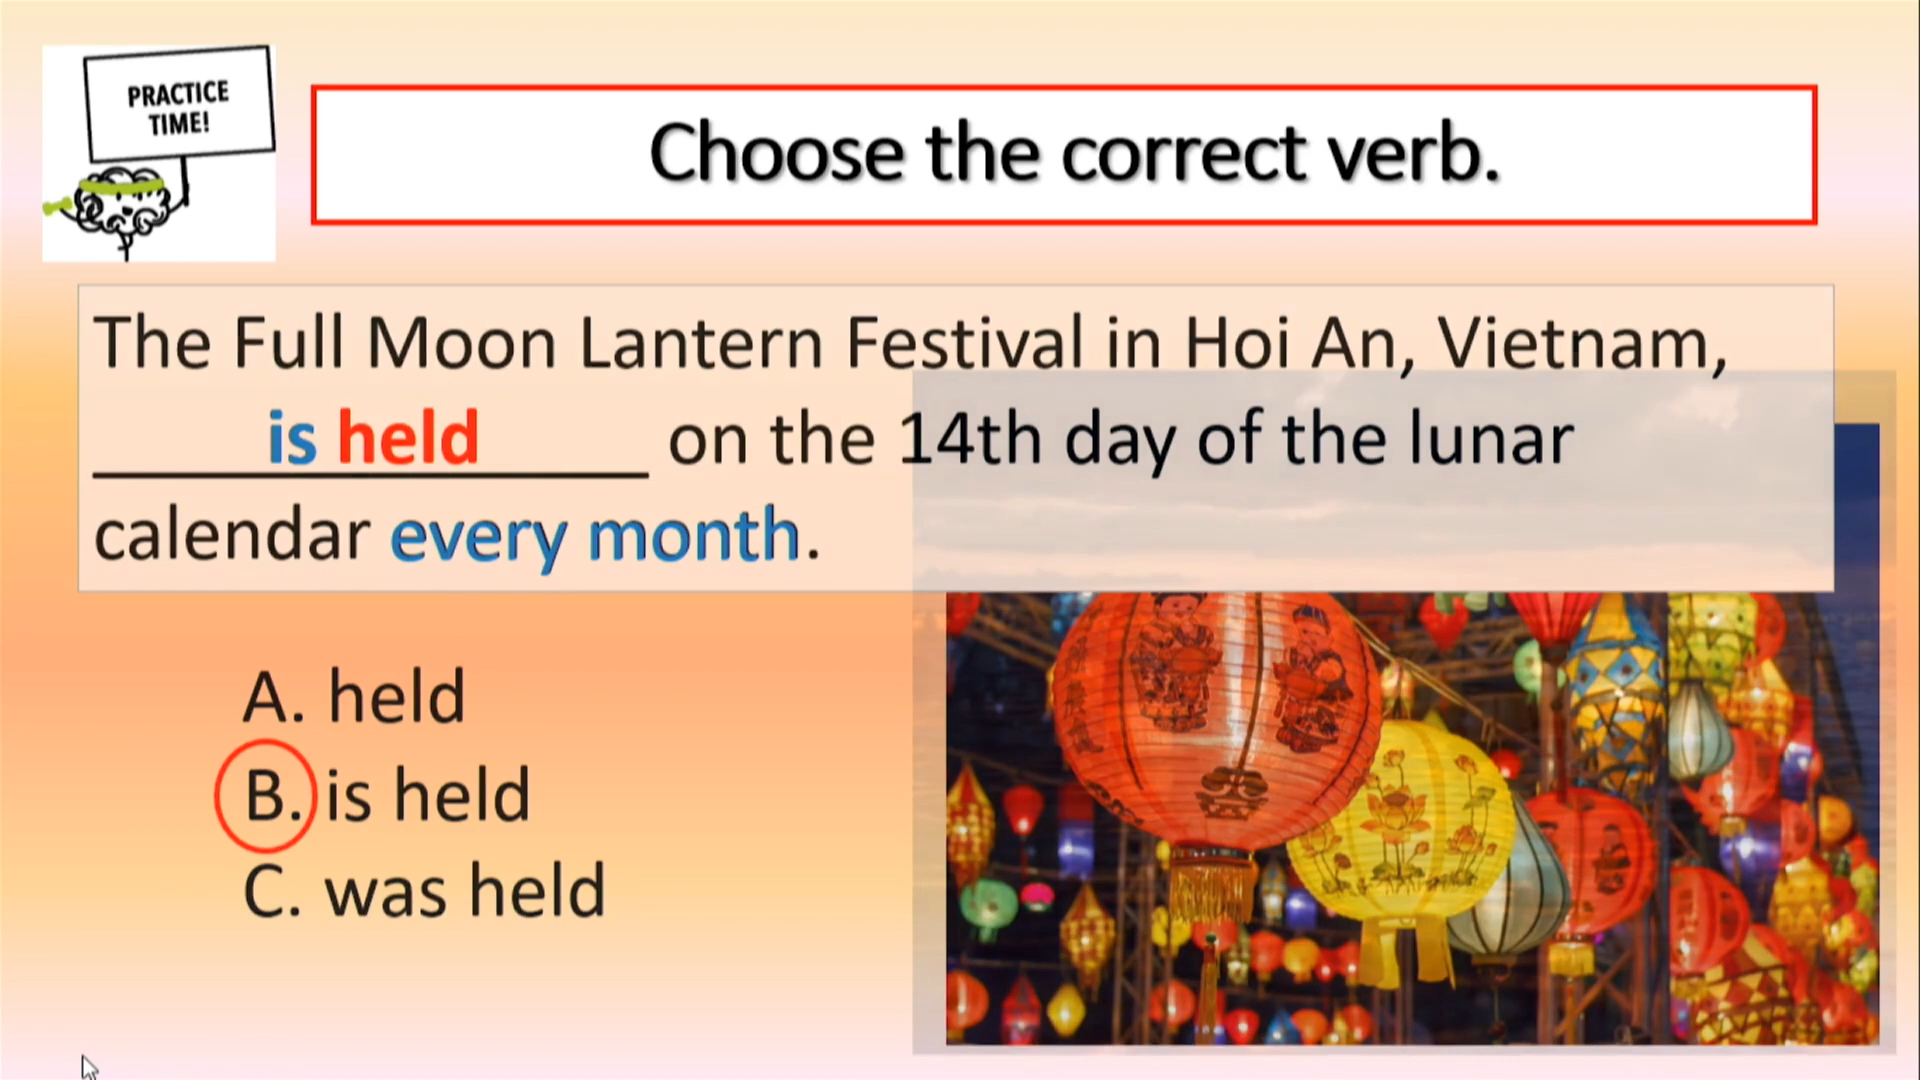 PRACTICE
TIME!
Choose the correct verb.
The Full Moon Lantern Festival in Hoi An, Vietnam,
is held on the 14th day of the lunar
calendar every month.
A. held
B. is held
C. was held